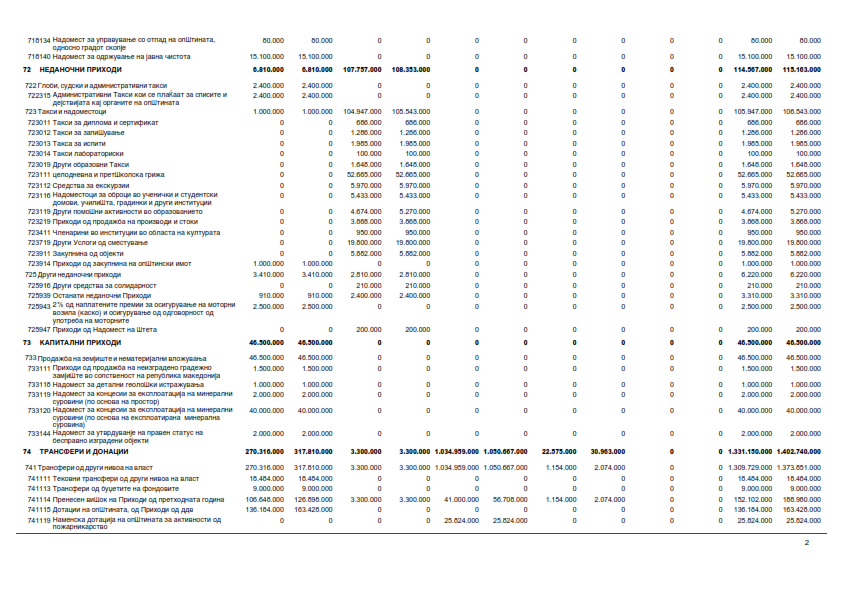 718134 Надомест за управување со отпад на опШтината, 80.000 80.000 0 0 0 0 0 0 0 0 80.000 80.000
односно градот скопје
718140 Надомест за одржување на јавна чистота 15.100.000 15.100.000 0 0 0 0 0 0 0 0 15.100.000 15.100.000
72 НЕДАНОЧНИ ПРИХОДИ 6.810.000 6.810.000 107.757.000 108.353.000 0 0 0 0 0 0 114.567.000 115.163.000
722 Глоби, судски и административни такси 2.400.000 2.400.000 0 0 0 0 0 0 0 0 2.400.000 2.400.000
722315 Административни Такси кои се плаЌаат за списите и 2.400.000 2.400.000 0 0 0 0 0 0 0 0 2.400.000 2.400.000
дејствијата кај органите на опШтината
723 Такси и надоместоци 1.000.000 1.000.000 104.947.000 105.543.000 0 0 0 0 0 0 105.947.000 106.543.000
723011 Такси за диплома и сертификат 0 0 686.000 686.000 0 0 0 0 0 0 686.000 686.000
723012 Такси за запиШување 0 0 1.286.000 1.286.000 0 0 0 0 0 0 1.286.000 1.286.000
723013 Такси за испити 0 0 1.985.000 1.985.000 0 0 0 0 0 0 1.985.000 1.985.000
723014 Такси лабораториски 0 0 100.000 100.000 0 0 0 0 0 0 100.000 100.000
723019 Други образовни Такси 0 0 1.648.000 1.648.000 0 0 0 0 0 0 1.648.000 1.648.000
723111 целодневна и претШколска грижа 0 0 52.665.000 52.665.000 0 0 0 0 0 0 52.665.000 52.665.000
723112 Средства за екскурзии 0 0 5.970.000 5.970.000 0 0 0 0 0 0 5.970.000 5.970.000
723116 Надоместоци за оброци во ученички и студентски 0 0 5.433.000 5.433.000 0 0 0 0 0 0 5.433.000 5.433.000
домови, училиШта, градинки и други институции
723119 Други помоШни активности во образованието 0 0 4.674.000 5.270.000 0 0 0 0 0 0 4.674.000 5.270.000
723219 Приходи од продажба на производи и стоки 0 0 3.868.000 3.868.000 0 0 0 0 0 0 3.868.000 3.868.000
723411 Членарини во институции во областа на културата 0 0 950.000 950.000 0 0 0 0 0 0 950.000 950.000
723719 Други Услоги од сместување 0 0 19.800.000 19.800.000 0 0 0 0 0 0 19.800.000 19.800.000
723911 Закупнина од објекти 0 0 5.882.000 5.882.000 0 0 0 0 0 0 5.882.000 5.882.000
723914 Приходи од закупнина на опШтински имот 1.000.000 1.000.000 0 0 0 0 0 0 0 0 1.000.000 1.000.000
725 Други неданочни приходи 3.410.000 3.410.000 2.810.000 2.810.000 0 0 0 0 0 0 6.220.000 6.220.000
725916 Други средства за солидарност 0 0 210.000 210.000 0 0 0 0 0 0 210.000 210.000
725939 Останати неданочни Приходи 910.000 910.000 2.400.000 2.400.000 0 0 0 0 0 0 3.310.000 3.310.000
725943 2% од наплатените премии за осигурување на моторни 2.500.000 2.500.000 0 0 0 0 0 0 0 0 2.500.000 2.500.000
возила (каско) и осигурување од одговорност од
употреба на моторните
725947 Приходи од Надомест на Штета 0 0 200.000 200.000 0 0 0 0 0 0 200.000 200.000
73 КАПИТАЛНИ ПРИХОДИ 46.500.000 46.500.000 0 0 0 0 0 0 0 0 46.500.000 46.500.000
733 Продажба на земјиште и нематеријални вложувања 46.500.000 46.500.000 0 0 0 0 0 0 0 0 46.500.000 46.500.000
733111 Приходи од продажба на неизградено градежно 1.500.000 1.500.000 0 0 0 0 0 0 0 0 1.500.000 1.500.000
замјиШте во сопственост на република македонија
733118 Надомест за детални геолоШки истражувања 1.000.000 1.000.000 0 0 0 0 0 0 0 0 1.000.000 1.000.000
733119 Надомест за концесии за експлоатација на минерални 2.000.000 2.000.000 0 0 0 0 0 0 0 0 2.000.000 2.000.000
суровини (по основа на простор)
733120 Надомест за концесии за експлоатација на минерални 40.000.000 40.000.000 0 0 0 0 0 0 0 0 40.000.000 40.000.000
суровини (по основа на експлоатирана минерална
суровина)
733144 Надомест за утврдување на правен статус на 2.000.000 2.000.000 0 0 0 0 0 0 0 0 2.000.000 2.000.000
бесправно изградени објекти
74 ТРАНСФЕРИ И ДОНАЦИИ 270.316.000 317.810.000 3.300.000 3.300.000 1.034.959.000 1.050.667.000 22.575.000 30.963.000 0 0 1.331.150.000 1.402.740.000
741 Трансфери од други нивоа на власт 270.316.000 317.810.000 3.300.000 3.300.000 1.034.959.000 1.050.667.000 1.154.000 2.074.000 0 0 1.309.729.000 1.373.851.000
741111 Тековни трансфери од други нивоа на власт 18.484.000 18.484.000 0 0 0 0 0 0 0 0 18.484.000 18.484.000
741113 Трансфери од буџетите на фондовите 9.000.000 9.000.000 0 0 0 0 0 0 0 0 9.000.000 9.000.000
741114 Пренесен виШок на Приходи од претходната година 106.648.000 126.898.000 3.300.000 3.300.000 41.000.000 56.708.000 1.154.000 2.074.000 0 0 152.102.000 188.980.000
741115 Дотации на опШтината, од Приходи од ддв 136.184.000 163.428.000 0 0 0 0 0 0 0 0 136.184.000 163.428.000
741119 Наменска дотација на опШтината за активности од 0 0 0 0 25.824.000 25.824.000 0 0 0 0 25.824.000 25.824.000
пожарникарство
2